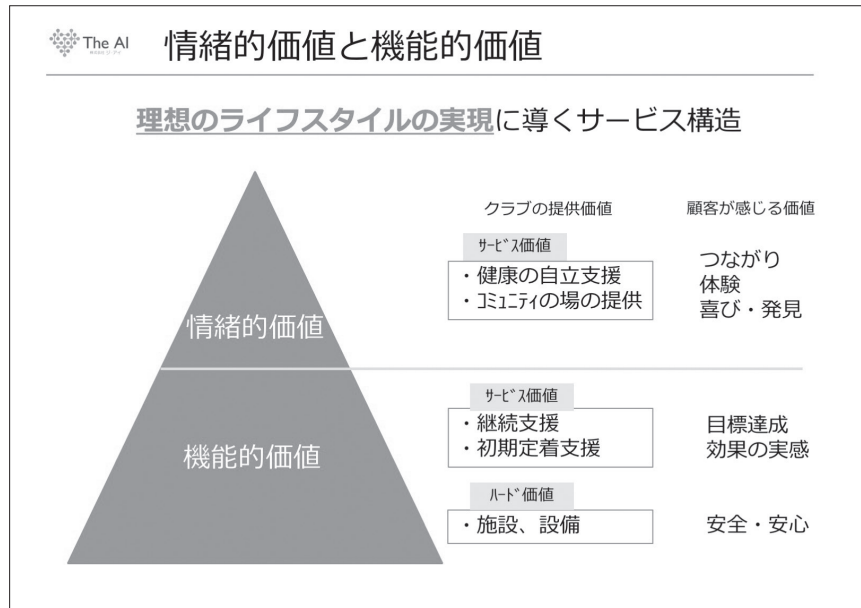 The AI
情緒的価値と機能的価値
理想のライフスタイルの実現に導くサービス構造
クラブの提供価値
顧客が感じる価値
情緒的価値
ｻｰﾋﾞｽ価値
・健康の自立支援
・ｺﾐｭﾆﾃｨの場の提供
つながり
体験
喜び・発見
機能的価値
ｻｰﾋﾞｽ価値
・継続支援
・初期定着支援
目標達成
効果の実感
ﾊｰﾄﾞ価値
・施設、設備
安全・安心